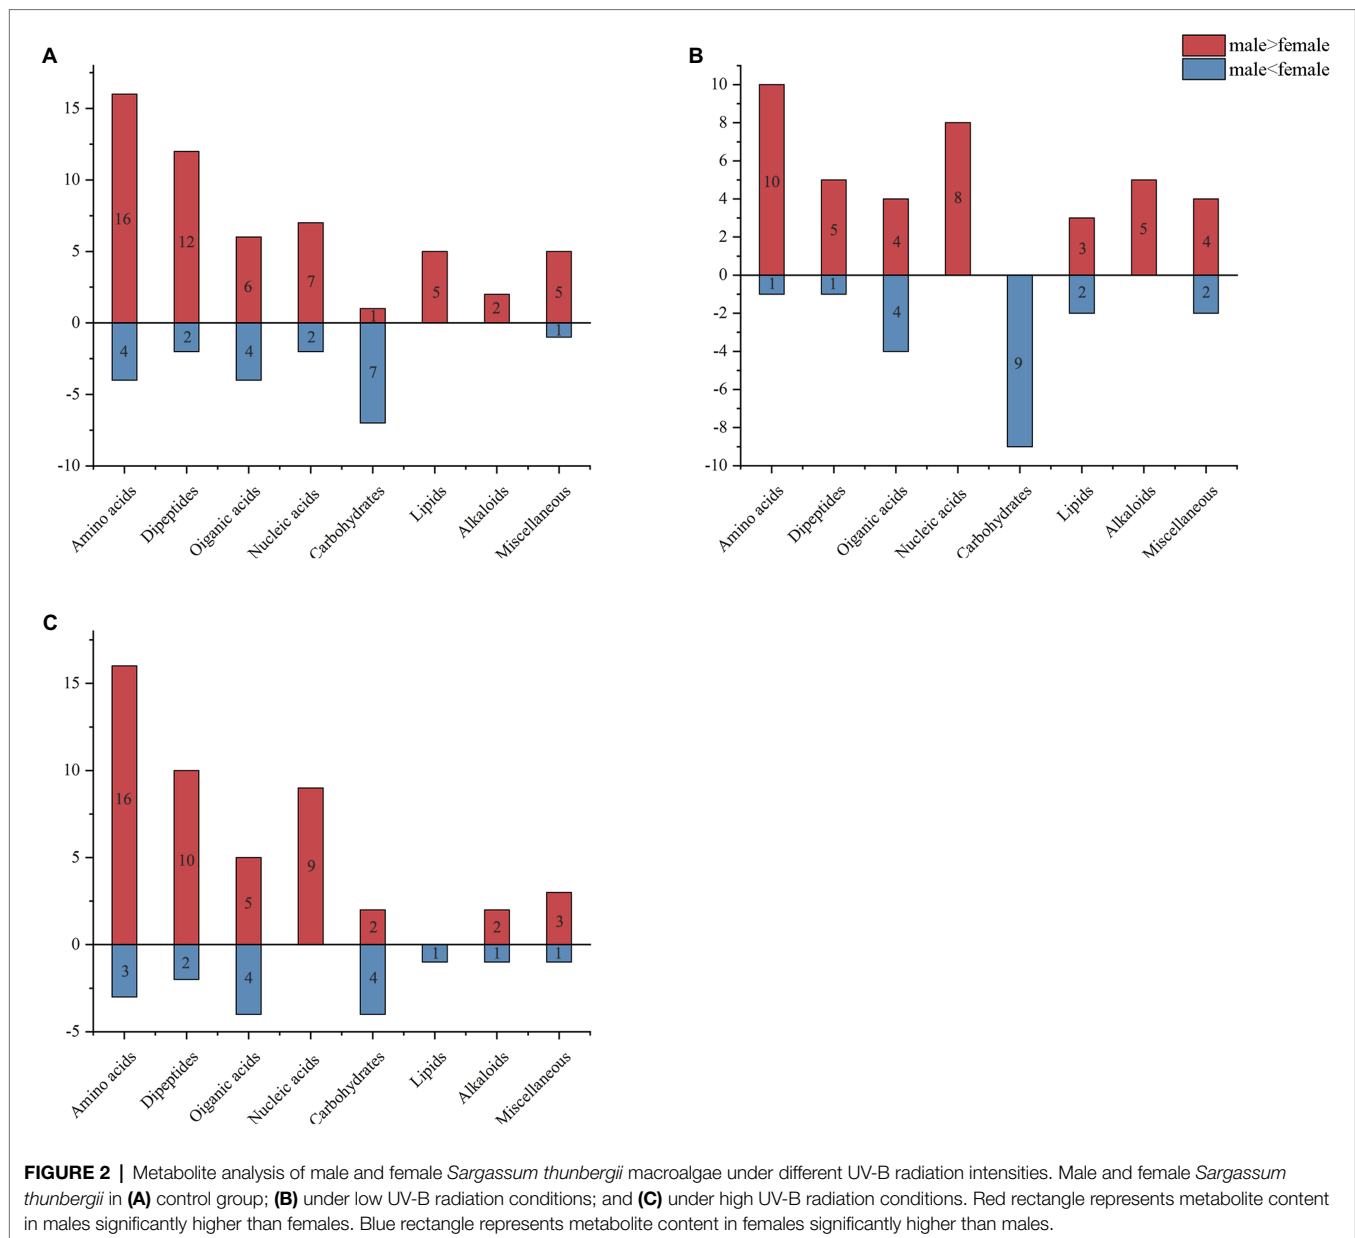 A
15
10
5
0
-5
-10
16
12
6
7
1
5
2
5
4
2
4
2
7
1
Amino acids
Dipeptides
Oiganic acids
Nucleic acids
Carbohydrates
Lipids
Alkaloids
Miscellaneous
B
male>female
male<female
10
8
6
4
2
0
-2
-4
-6
-8
-10
10
5
4
8
3
5
4
1
1
4
9
2
2
Amino acids
Dipeptides
Oiganic acids
Nucleic acids
Carbohydrates
Lipids
Alkaloids
Miscellaneous
C
15
10
5
0
-5
16
10
5
9
2
2
3
3
2
4
4
1
1
1
Amino acids
Dipeptides
Oiganic acids
Nucleic acids
Carbohydrates
Lipids
Alkaloids
Miscellaneous
FIGURE 2 | Metabolite analysis of male and female Sargassum thunbergii macroalgae under different UV-B radiation intensities. Male and female Sargassum
thunbergii in (A) control group; (B) under low UV-B radiation conditions; and (C) under high UV-B radiation conditions. Red rectangle represents metabolite content
in males significantly higher than females. Blue rectangle represents metabolite content in females significantly higher than males.